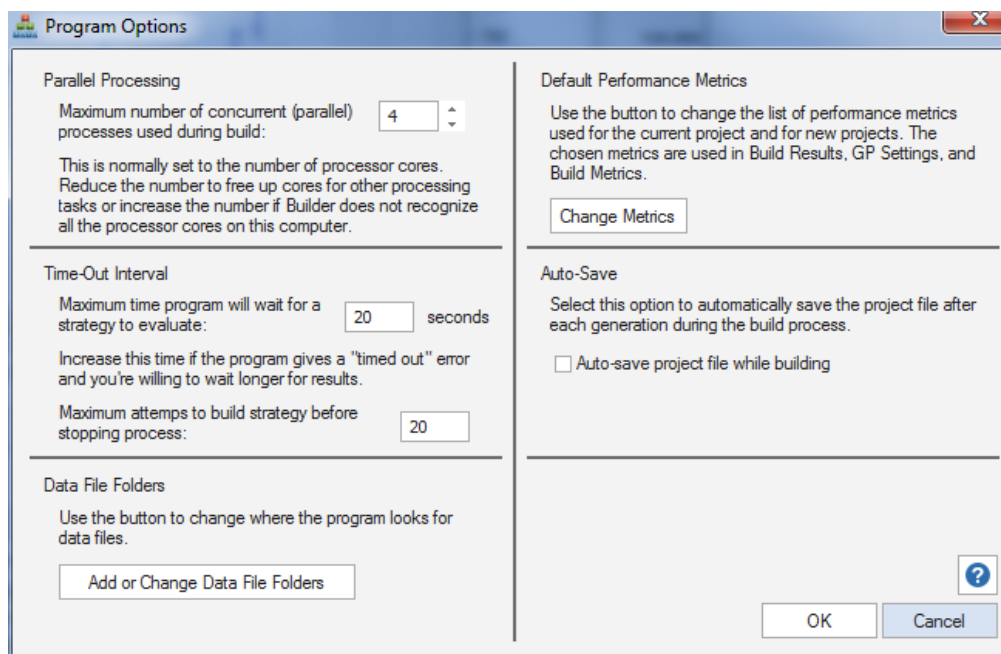 Program Options
Parallel Processing
Maximum number of concurrent (parallel)
processes used during build:
4
This is normally set to the number of processor cores.
Reduce the number to free up cores for other processing
tasks or increase the number if Builder does not recognize
all the processor cores on this computer.
Time-Out Interval
Maximum time program will wait for a
strategy to evaluate:
20 seconds
Increase this time if the program gives a "timed out" error
and you're willing to wait longer for results.
Maximum attemps to build strategy before
stopping process:
20
Data File Folders
Use the button to change where the program looks for
data files.
Add or Change Data File Folders
Default Performance Metrics
Use the button to change the list of performance metrics
used for the current project and for new projects. The
chosen metrics are used in Build Results, GP Settings, and
Build Metrics.
Change Metrics
Auto-Save
Select this option to automatically save the project file after
each generation during the build process.
Auto-save project file while building
?
OK
Cancel